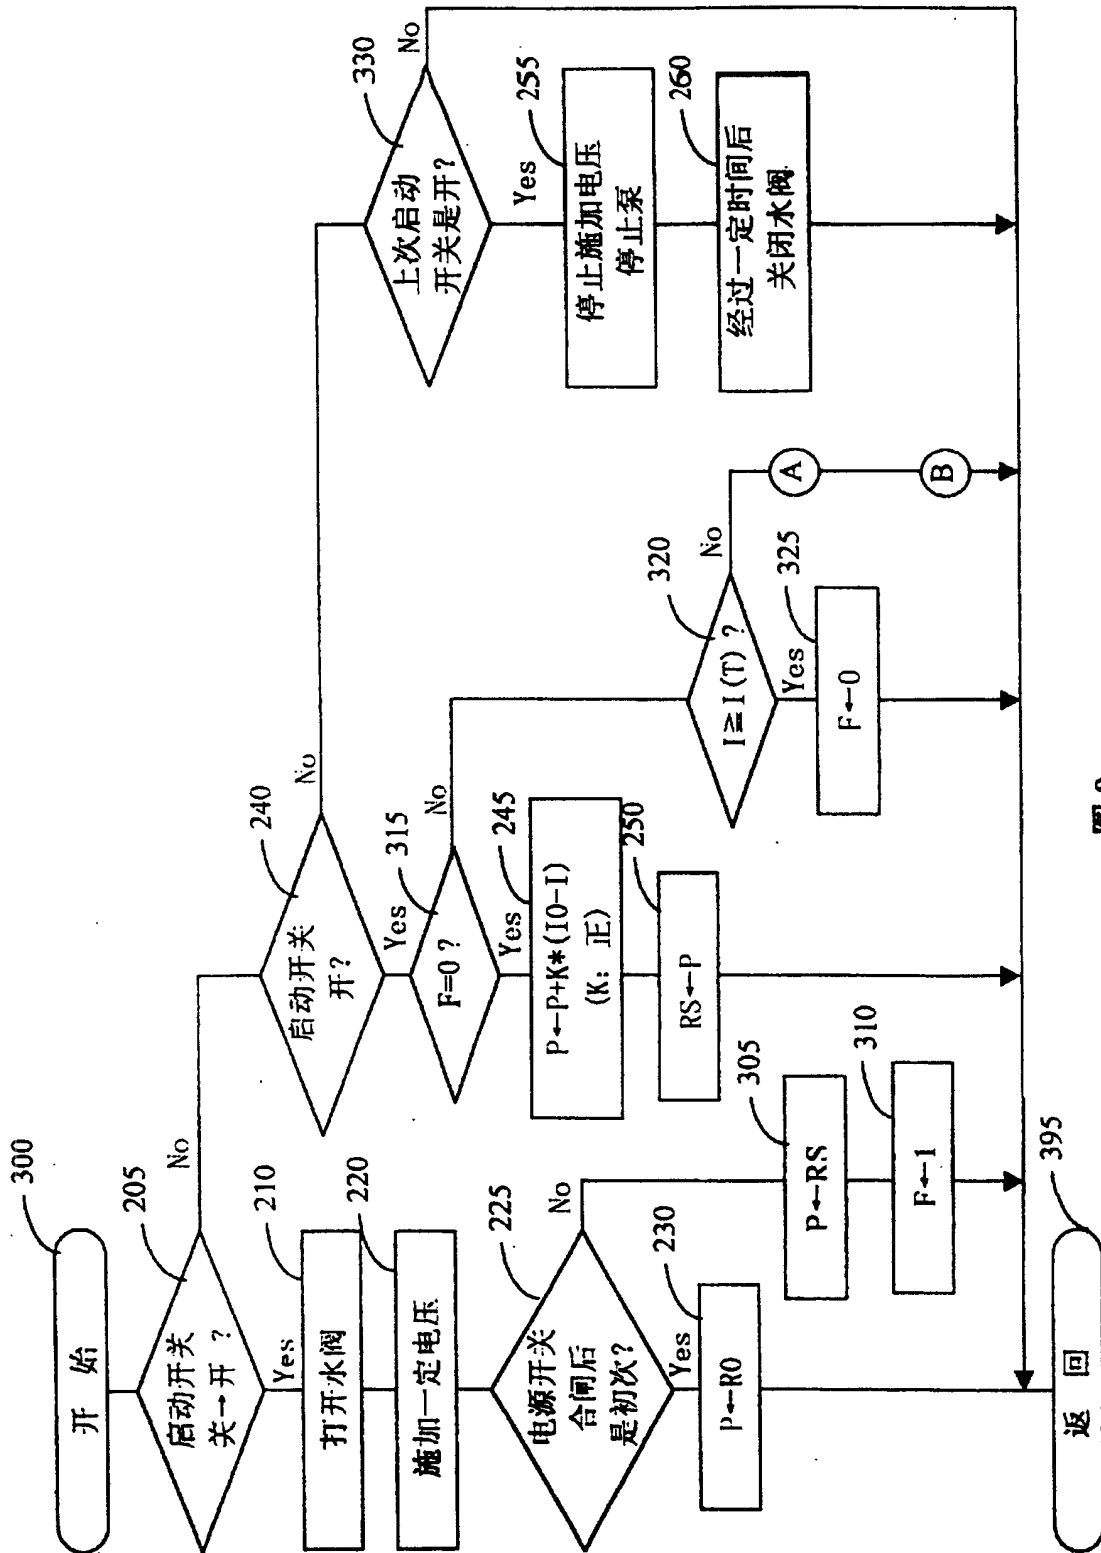 开 始
300
启动开关
关→开 ?
205
No
Yes
打开水阀
210
施加一定电压
220
电源开关
合闸后
是初次?
225
No
Yes
P←R0
230
P←RS
305
F←1
310
启动开关
开?
240
No
Yes
F=0 ?
315
No
Yes
P←P+K*(I0-I)
(K: 正)
245
RS←P
250
I≧I(T) ?
320
No
Yes
F←0
325
A
B
上次启动
开关是开?
330
No
Yes
停止施加电压
停止泵
255
经过一定时间后
关闭水阀
260
返 回
395